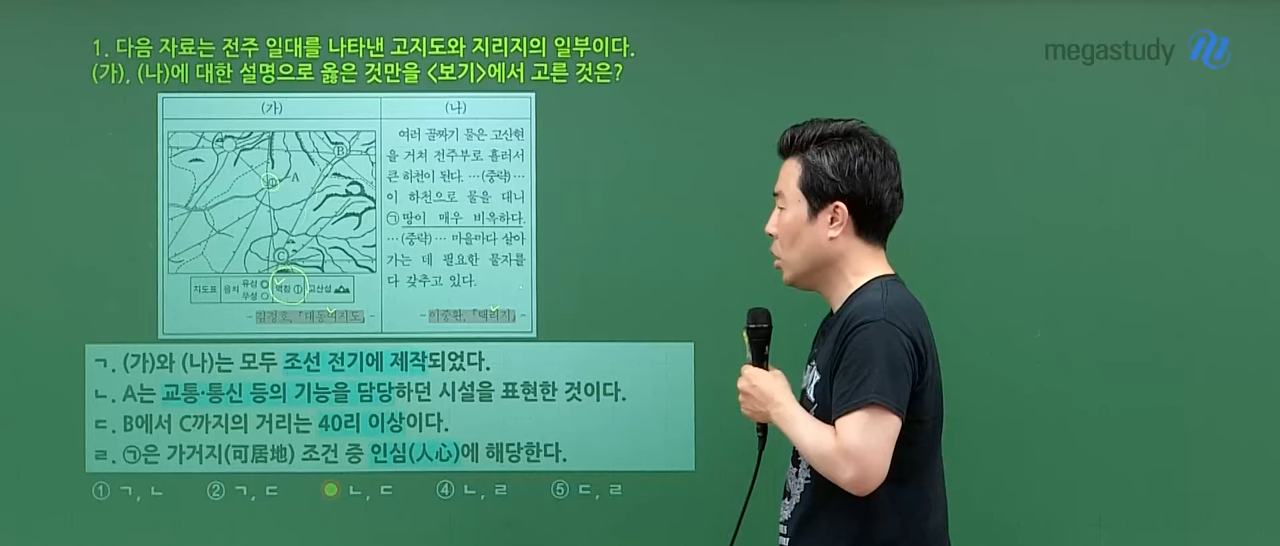 1. 다음 자료는 전주 일대를 나타낸 고지도와 지리지의 일부이다.
(가), (나)에 대한 설명으로 옳은 것만을 <보기>에서 고른 것은?
megastudy
(가)
(나)
B
A
C
지도표 읍치 유성 무성 역참 ① 고산성
- 김정호, 『대동여지도』 -
여러 골짜기 물은 고산현
을 거쳐 전주부로 흘러서
큰 하천이 된다. …(중략)…
이 하천으로 물을 대니
㉠ 땅이 매우 비옥하다.
…(중략)… 마을마다 살아
가는 데 필요한 물자를
다 갖추고 있다.
- 이중환, 『택리지』 -
ㄱ. (가)와 (나)는 모두 조선 전기에 제작되었다.
ㄴ. A는 교통·통신 등의 기능을 담당하던 시설을 표현한 것이다.
ㄷ. B에서 C까지의 거리는 40리 이상이다.
ㄹ. ㉠은 가거지(可居地) 조건 중 인심(人心)에 해당한다.
① ㄱ, ㄴ ② ㄱ, ㄷ ㄴ, ㄷ ④ ㄴ, ㄹ ⑤ ㄷ, ㄹ